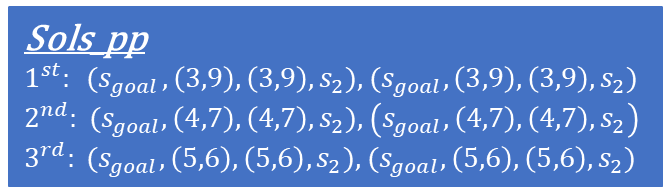 Sols_pp
1st: (sgoal, (3,9), (3,9), s2), (sgoal, (3,9), (3,9), s2)
2nd: (sgoal, (4,7), (4,7), s2), (sgoal, (4,7), (4,7), s2)
3rd: (sgoal, (5,6), (5,6), s2), (sgoal, (5,6), (5,6), s2)